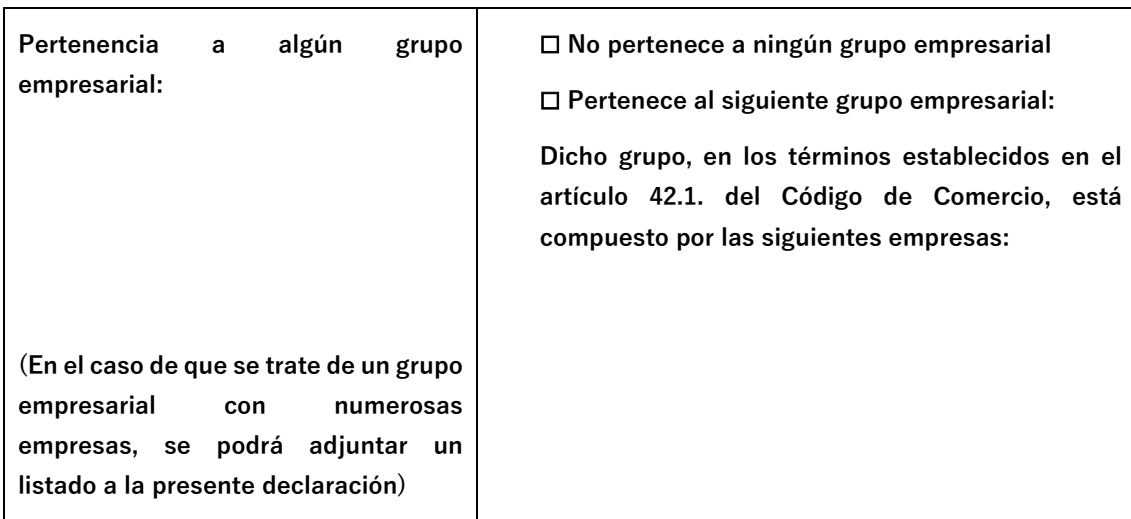 Pertenencia a algún grupo
empresarial:
(En el caso de que se trate de un grupo
empresarial con numerosas
empresas, se podrá adjuntar un
listado a la presente declaración)
☐ No pertenece a ningún grupo empresarial
☐ Pertenece al siguiente grupo empresarial:
Dicho grupo, en los términos establecidos en el
artículo 42.1. del Código de Comercio, está
compuesto por las siguientes empresas: